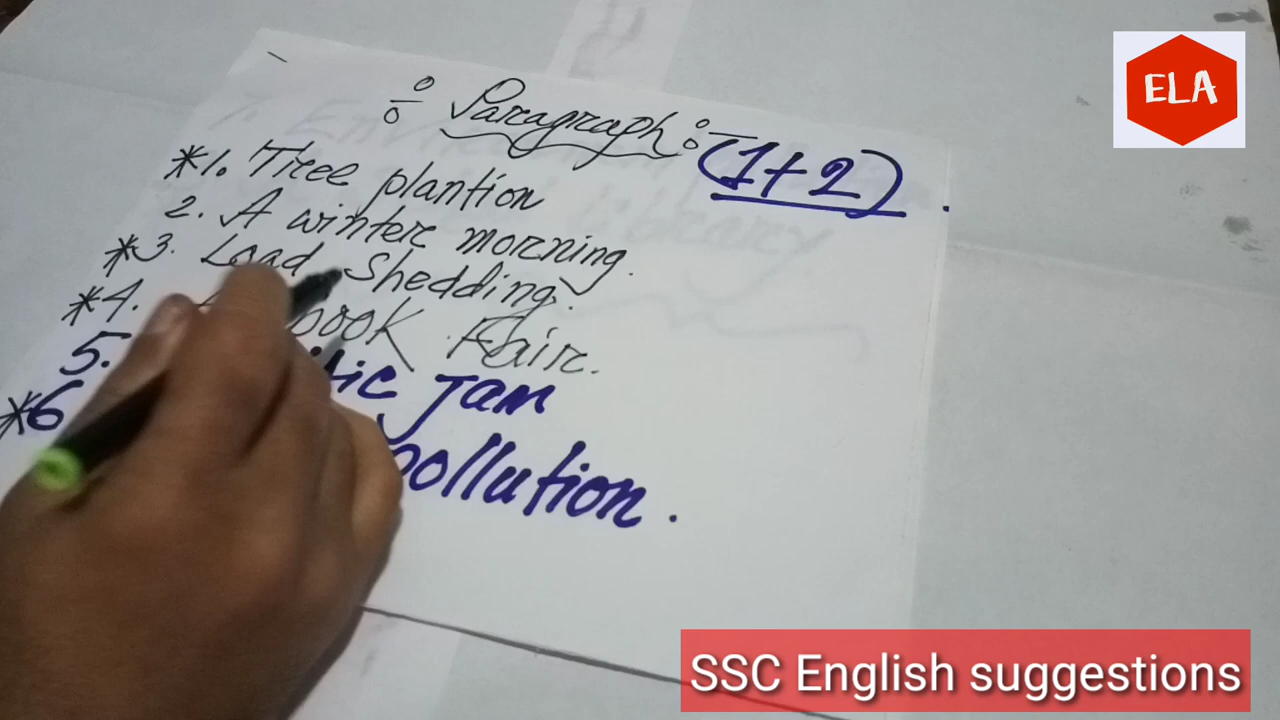 ELA
Paragraph:- (1+2).
*1. Tree plantion
2. A winter morning.
*3. Load Shedding.
*4. book Fair.
5. Jam
*6 pollution.
SSC English suggestions